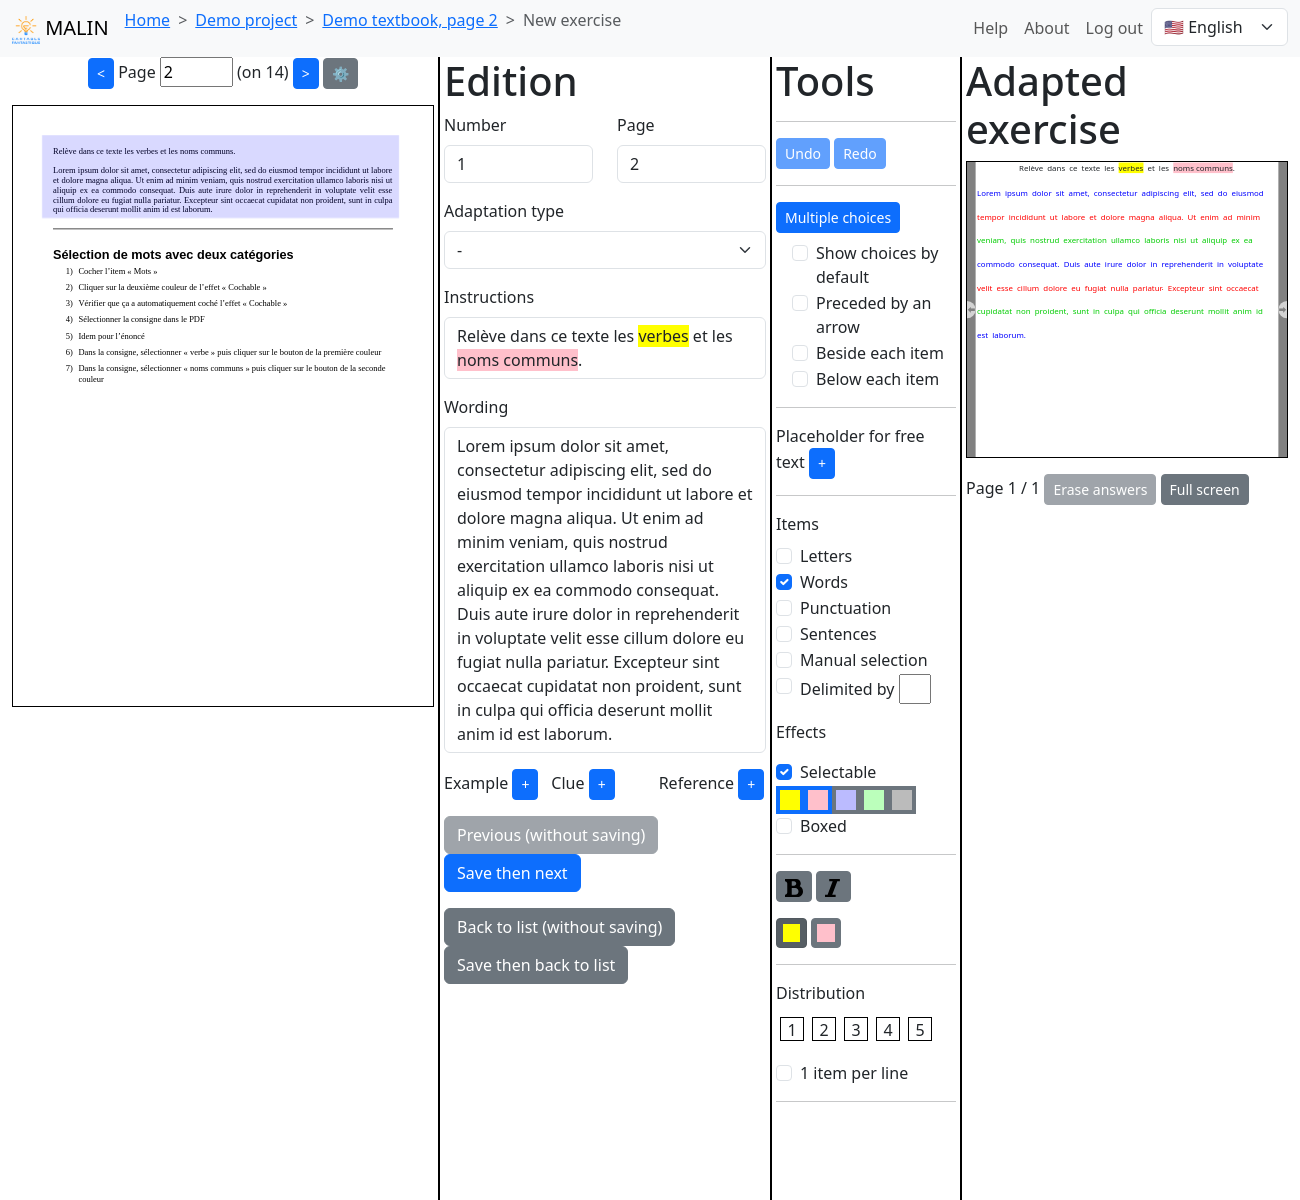 MALIN
Home > Demo project > Demo textbook, page 2 > New exercise
Help About Log out 🇺🇸 English
< Page 2 (on 14) > ⚙️
Relève dans ce texte les verbes et les noms communs.
Lorem ipsum dolor sit amet, consectetur adipiscing elit, sed do eiusmod tempor incididunt ut labore
et dolore magna aliqua. Ut enim ad minim veniam, quis nostrud exercitation ullamco laboris nisi ut
aliquip ex ea commodo consequat. Duis aute irure dolor in reprehenderit in voluptate velit esse
cillum dolore eu fugiat nulla pariatur. Excepteur sint occaecat cupidatat non proident, sunt in culpa
qui officia deserunt mollit anim id est laborum.
Sélection de mots avec deux catégories
1) Cocher l’item « Mots »
2) Cliquer sur la deuxième couleur de l’effet « Cochable »
3) Vérifier que ça a automatiquement coché l’effet « Cochable »
4) Sélectionner la consigne dans le PDF
5) Idem pour l’énoncé
6) Dans la consigne, sélectionner « verbe » puis cliquer sur le bouton de la première couleur
7) Dans la consigne, sélectionner « noms communs » puis cliquer sur le bouton de la seconde
couleur
Edition
Number Page
1 2
Adaptation type
-
Instructions
Relève dans ce texte les verbes et les
noms communs.
Wording
Lorem ipsum dolor sit amet,
consectetur adipiscing elit, sed do
eiusmod tempor incididunt ut labore et
dolore magna aliqua. Ut enim ad
minim veniam, quis nostrud
exercitation ullamco laboris nisi ut
aliquip ex ea commodo consequat.
Duis aute irure dolor in reprehenderit
in voluptate velit esse cillum dolore eu
fugiat nulla pariatur. Excepteur sint
occaecat cupidatat non proident, sunt
in culpa qui officia deserunt mollit
anim id est laborum.
Example + Clue + Reference +
Previous (without saving)
Save then next
Back to list (without saving)
Save then back to list
Tools
Undo Redo
Multiple choices
Show choices by
default
Preceded by an
arrow
Beside each item
Below each item
Placeholder for free
text +
Items
Letters
Words
Punctuation
Sentences
Manual selection
Delimited by
Effects
Selectable
Boxed
B I
Distribution
1 2 3 4 5
1 item per line
Adapted
exercise
Relève dans ce texte les verbes et les noms communs.
Lorem ipsum dolor sit amet, consectetur adipiscing elit, sed do eiusmod
tempor incididunt ut labore et dolore magna aliqua. Ut enim ad minim
veniam, quis nostrud exercitation ullamco laboris nisi ut aliquip ex ea
commodo consequat. Duis aute irure dolor in reprehenderit in voluptate
velit esse cillum dolore eu fugiat nulla pariatur. Excepteur sint occaecat
cupidatat non proident, sunt in culpa qui officia deserunt mollit anim id
est laborum.
Page 1 / 1 Erase answers Full screen